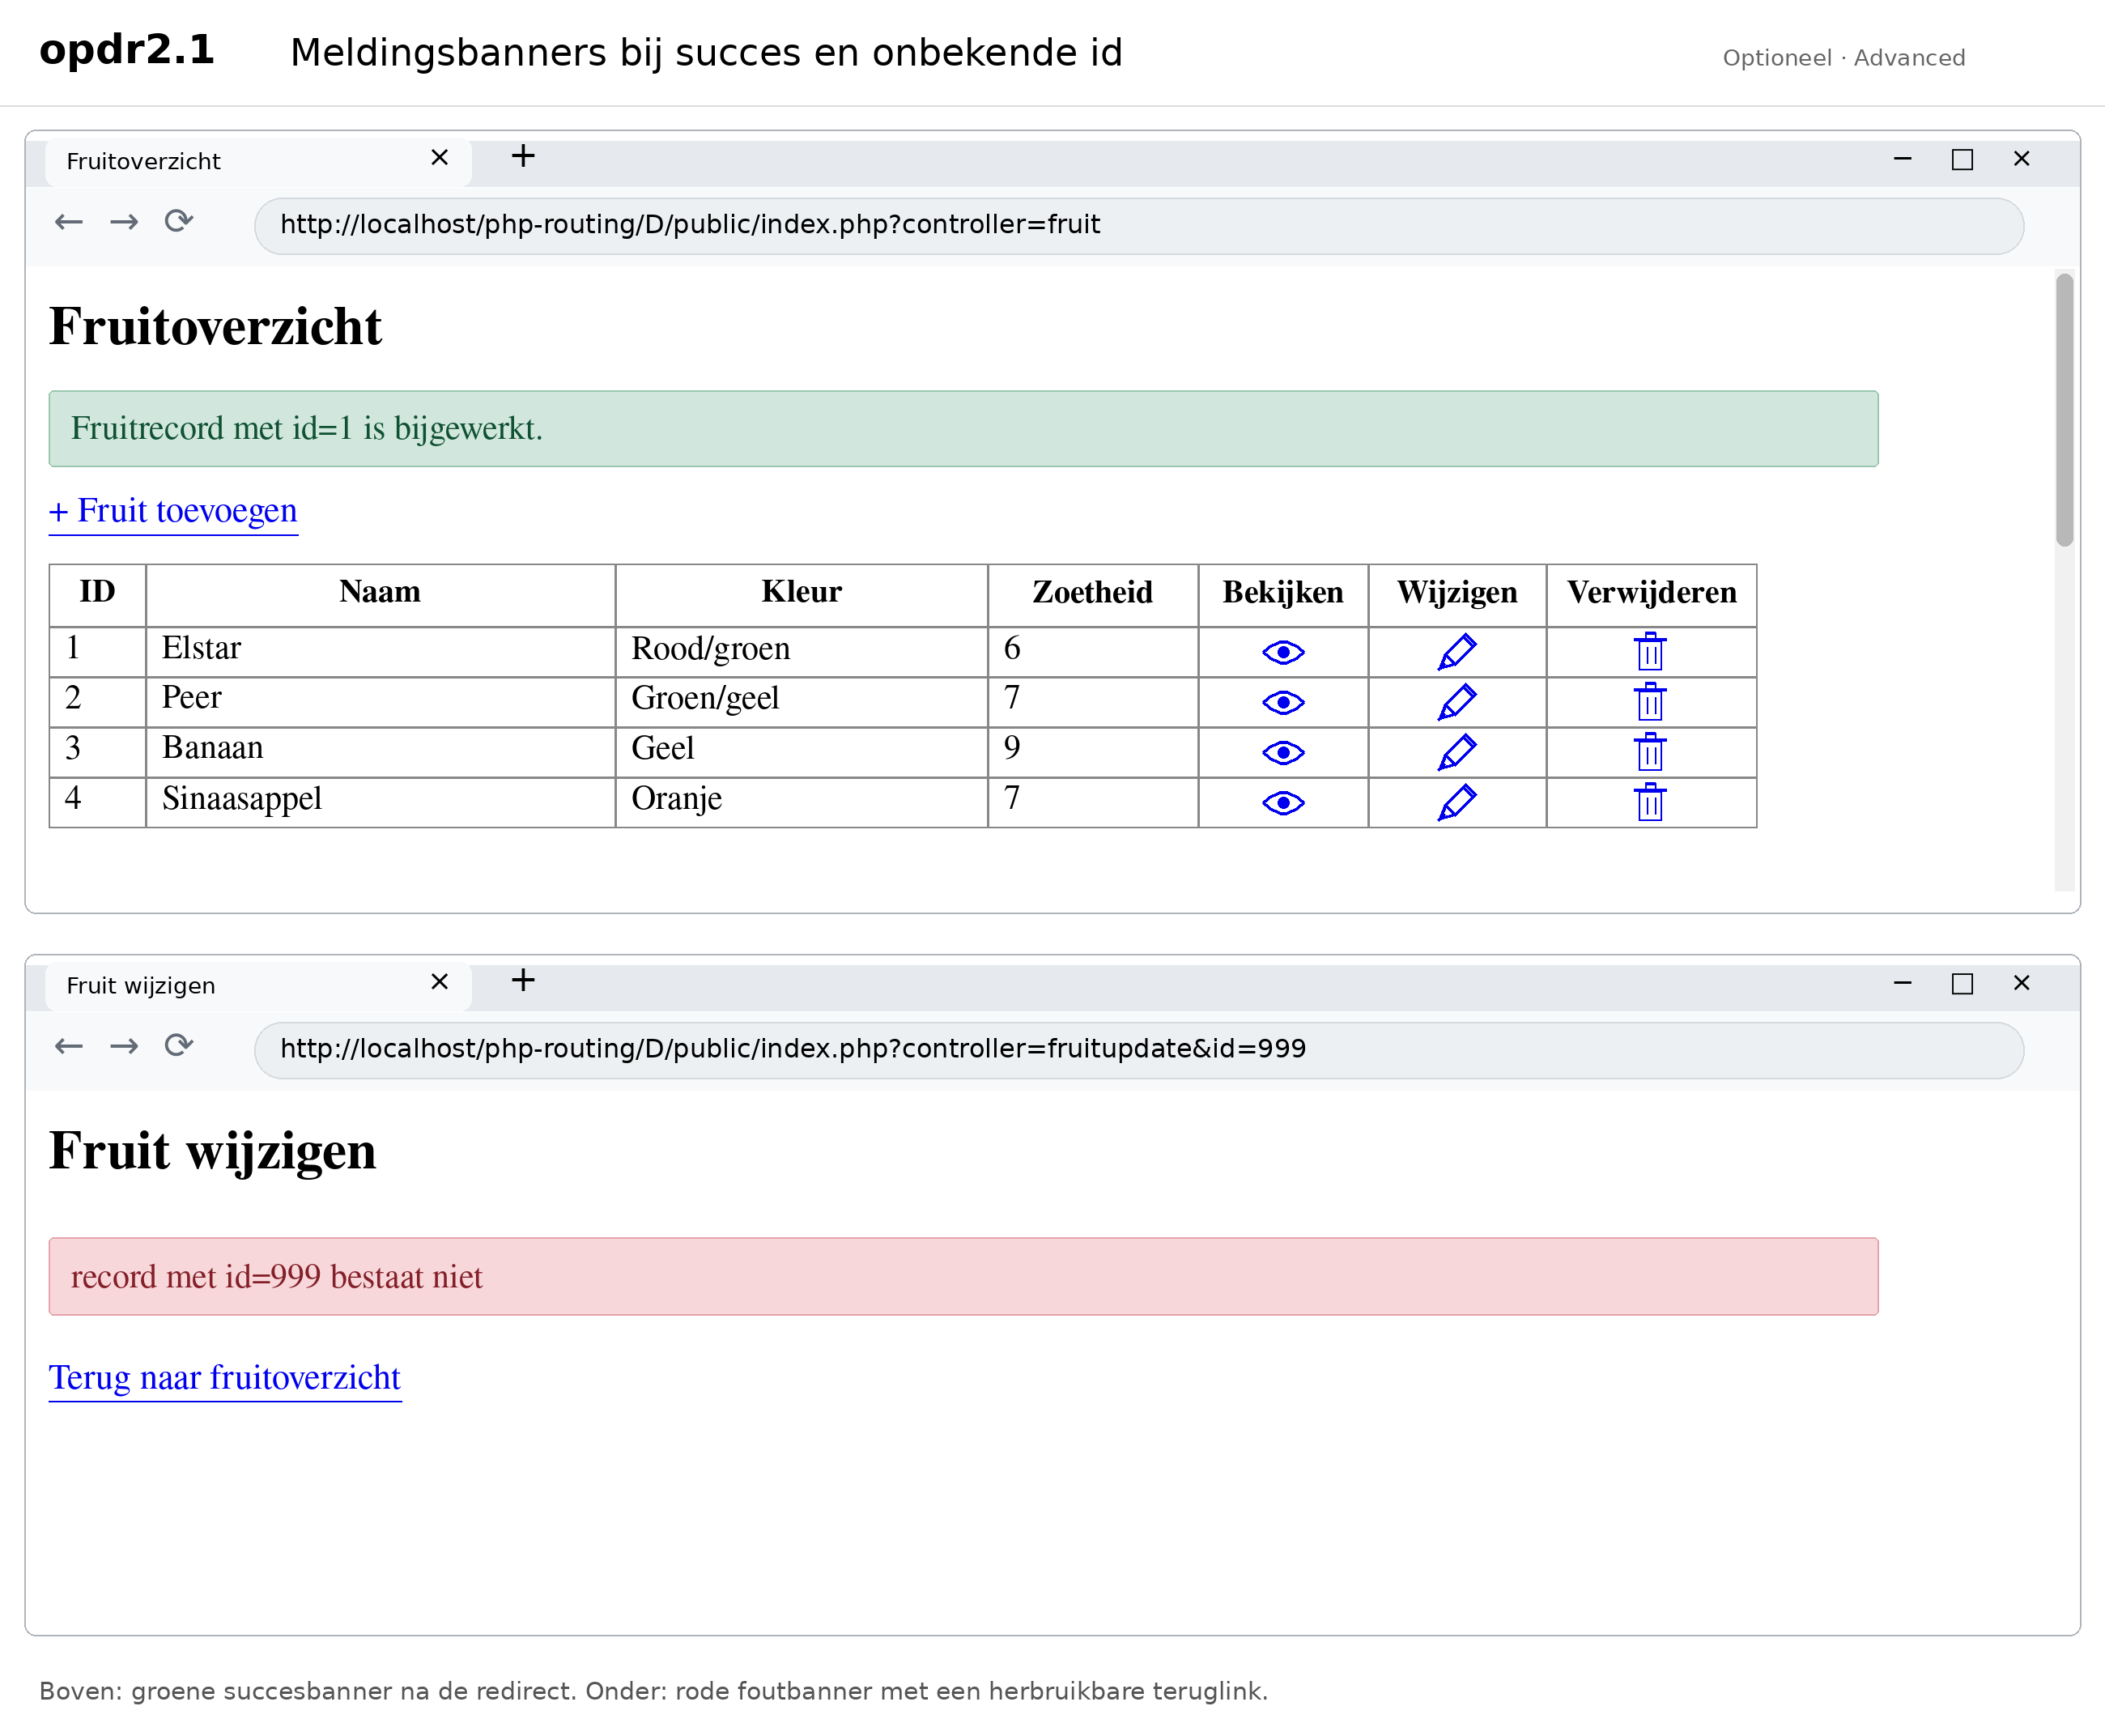 opdr2.1 Meldingsbanners bij succes en onbekende id Optioneel · Advanced
Fruitoverzicht
http://localhost/php-routing/D/public/index.php?controller=fruit
Fruitoverzicht
Fruitrecord met id=1 is bijgewerkt.
+ Fruit toevoegen
ID Naam Kleur Zoetheid Bekijken Wijzigen Verwijderen
1 Elstar Rood/groen 6
2 Peer Groen/geel 7
3 Banaan Geel 9
4 Sinaasappel Oranje 7
Fruit wijzigen
http://localhost/php-routing/D/public/index.php?controller=fruitupdate&id=999
Fruit wijzigen
record met id=999 bestaat niet
Terug naar fruitoverzicht
Boven: groene succesbanner na de redirect. Onder: rode foutbanner met een herbruikbare teruglink.